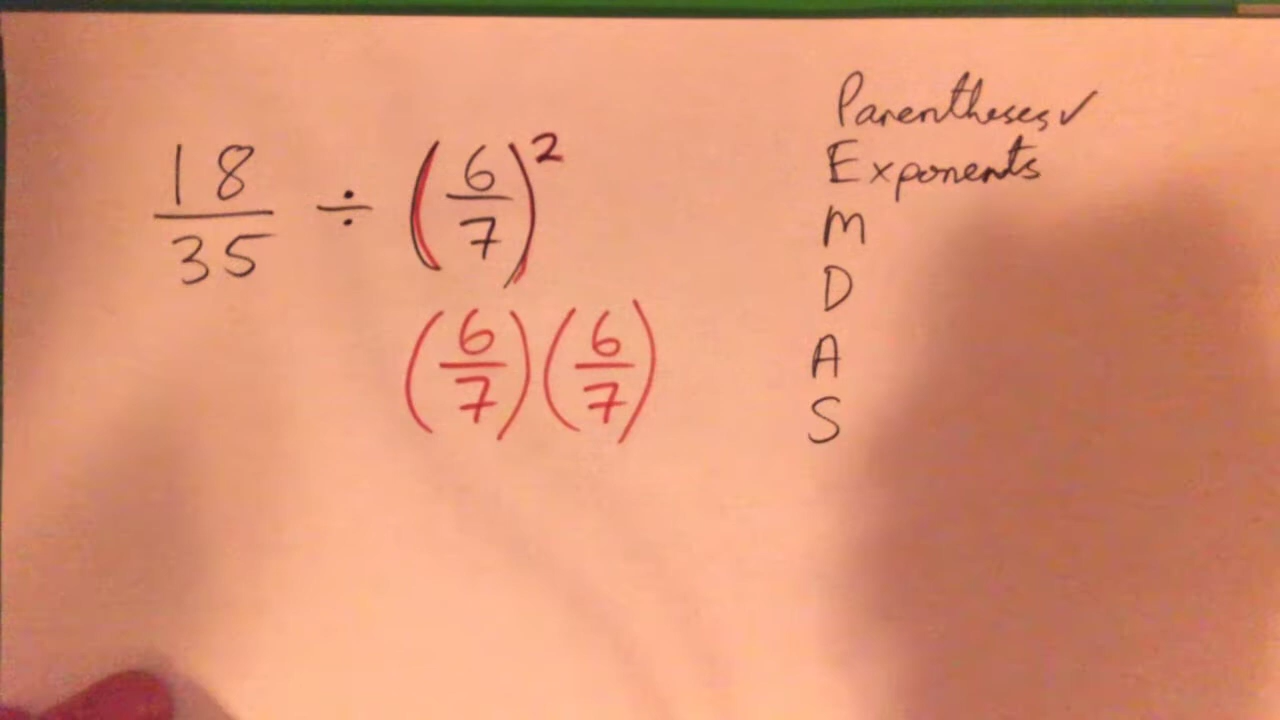 18/35 ÷ (6/7)²
(6/7)(6/7)
Parentheses ✓
Exponents
M
D
A
S